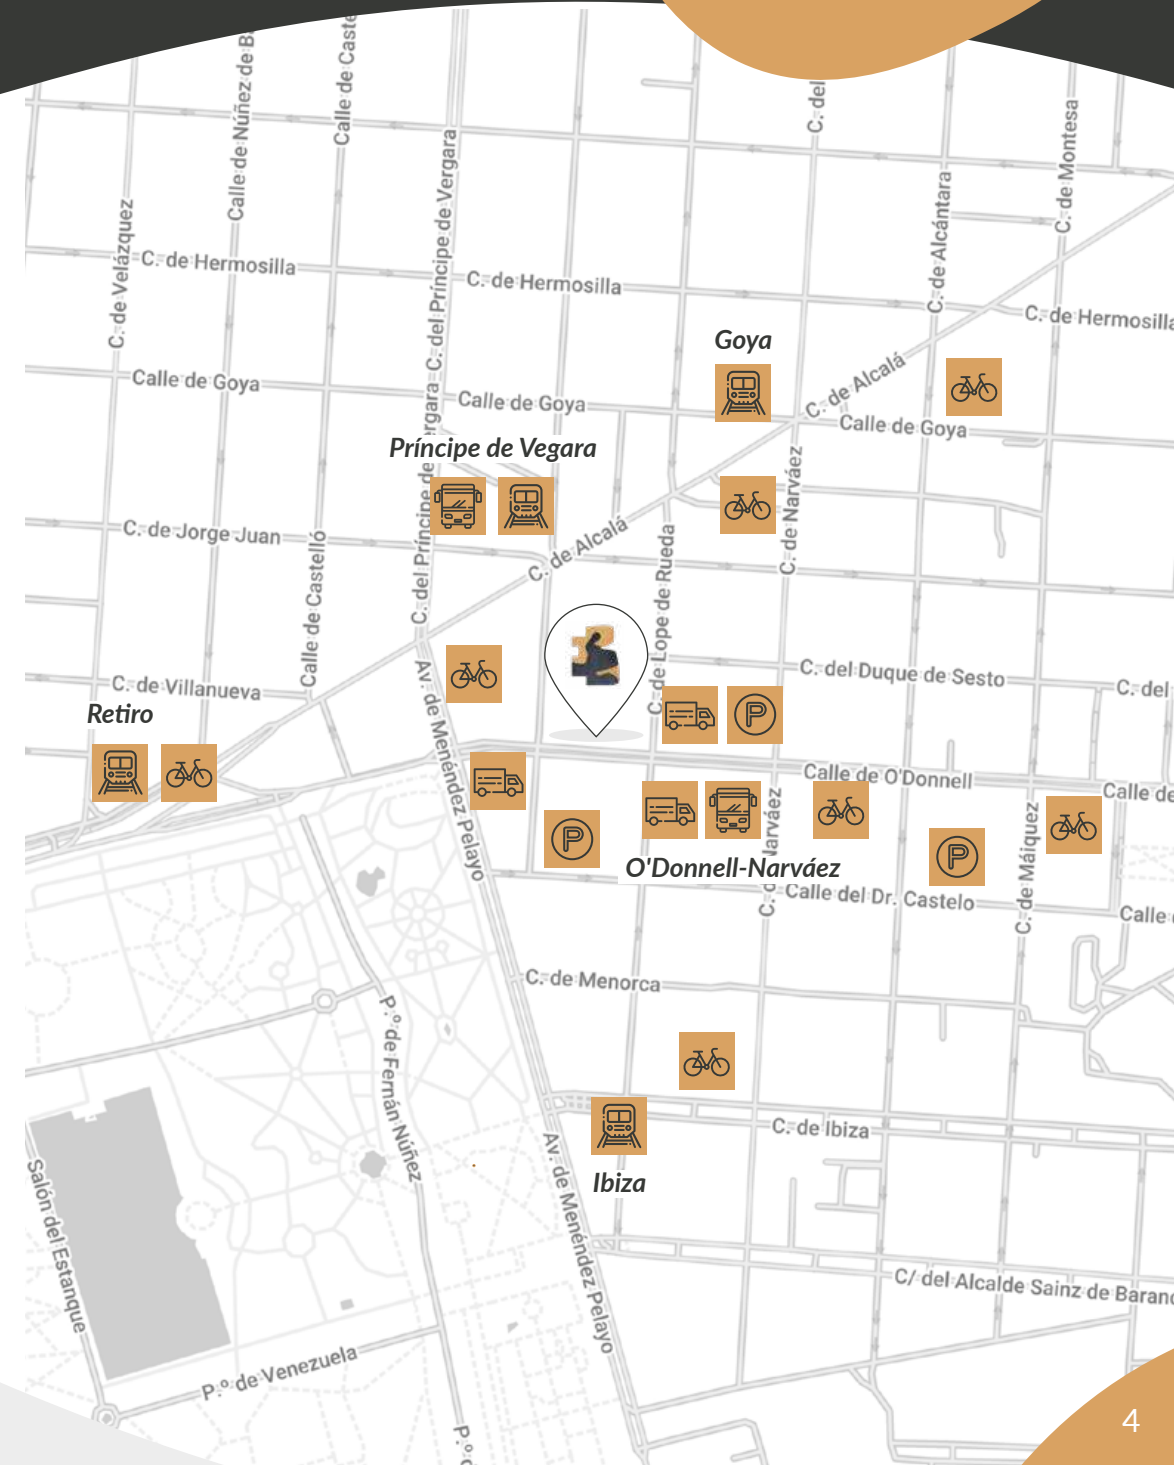 Calle de Núñez de B
Calle de Caste
C. del
C. de Montesa
C. de Velázquez
C. del Príncipe de Vergara
C. de Alcántara
C. de Hermosilla
C. de Hermosilla
C. de Hermosilla
Goya
C. de Alcalá
Calle de Goya
Calle de Goya
Calle de Goya
ergara
Príncipe de Vegara
C. del Príncipe de
C. de Narváez
C. de Jorge Juan
C. de Alcalá
Calle de Castelló
C. de Lope de Rueda
C. del Duque de Sesto
C. del
C. de Villanueva
Retiro
P
Av. de Menéndez Pelayo
Calle de O'Donnell
Calle de
P
P
O'Donnell-Narváez
C. d
Narváez
C. de Máiquez
Calle del Dr. Castelo
Calle
C. de Menorca
P.º de Fernán Núñez
C. de Ibiza
Ibiza
Av. de Menéndez Pelayo
Salón del Estanque
C/ del Alcalde Sainz de Baran
P.º de Venezuela
P.º
4